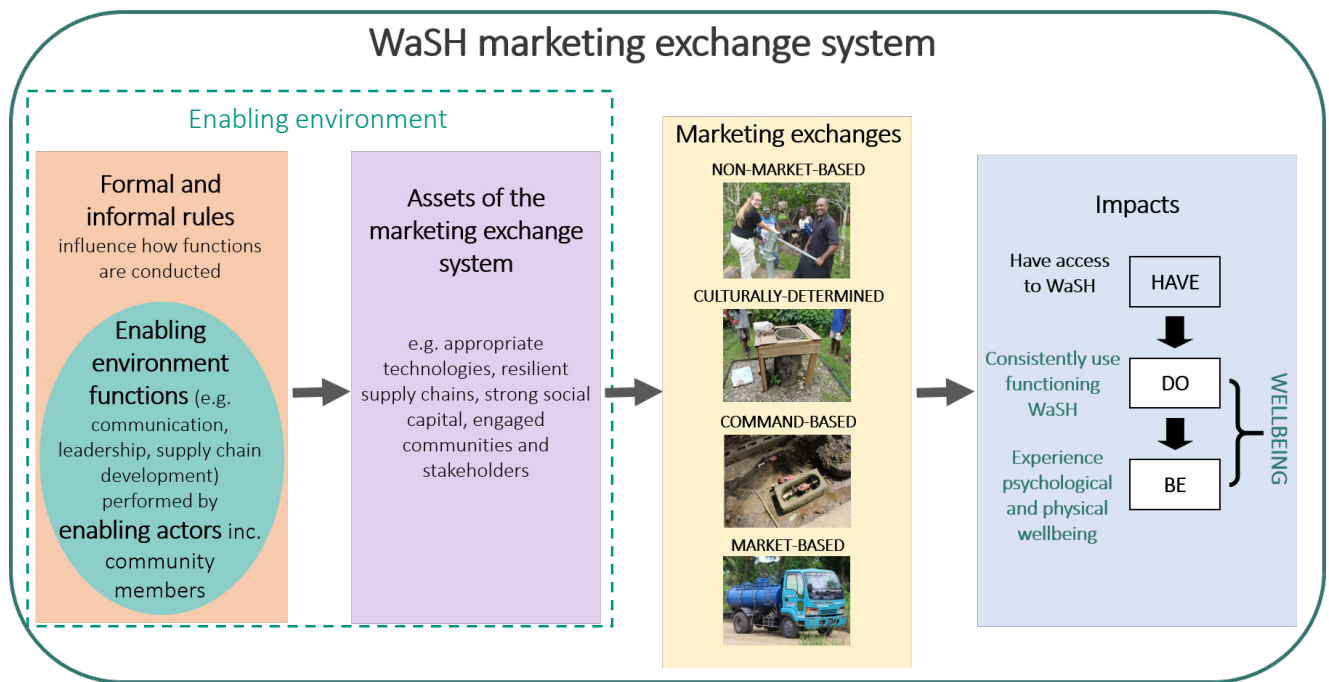 WaSH marketing exchange system
Enabling environment
Formal and
informal rules
influence how functions
are conducted
Enabling
environment
functions (e.g.
communication,
leadership, supply chain
development)
performed by
enabling actors inc.
community
members
Assets of the
marketing exchange
system
e.g. appropriate
technologies, resilient
supply chains, strong social
capital, engaged
communities and
stakeholders
Marketing exchanges
NON-MARKET-BASED
CULTURALLY-DETERMINED
COMMAND-BASED
MARKET-BASED
Impacts
Have access
to WaSH
HAVE
Consistently use
functioning
WaSH
DO
Experience
psychological
and physical
wellbeing
BE
WELLBEING